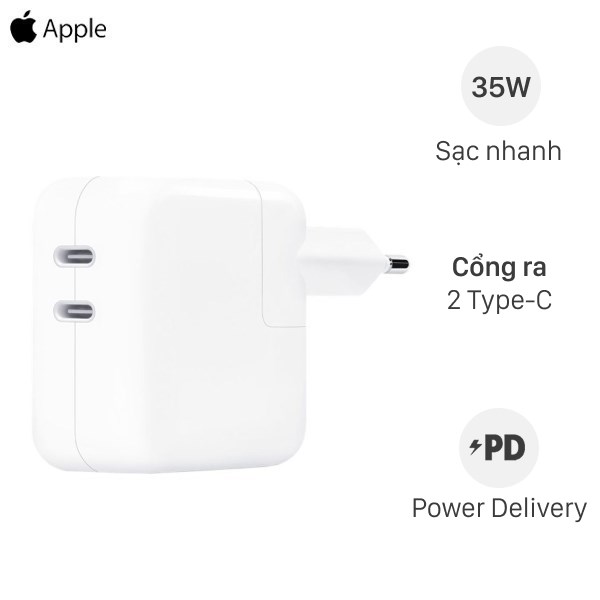 Apple
35W
Sạc nhanh
Cổng ra
2 Type-C
PD
Power Delivery